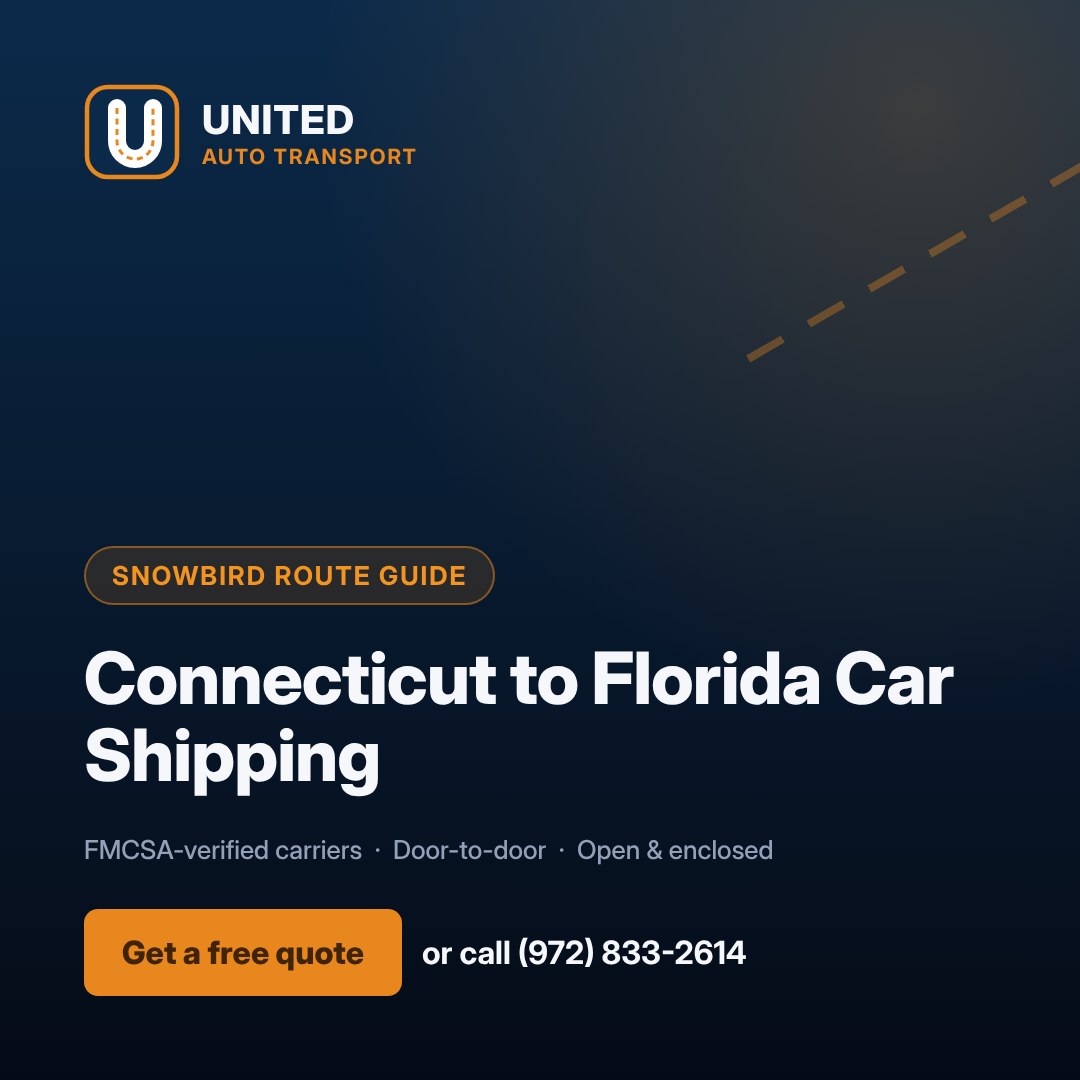 UNITED
AUTO TRANSPORT
SNOWBIRD ROUTE GUIDE
Connecticut to Florida Car
Shipping
FMCSA-verified carriers · Door-to-door · Open & enclosed
Get a free quote or call (972) 833-2614